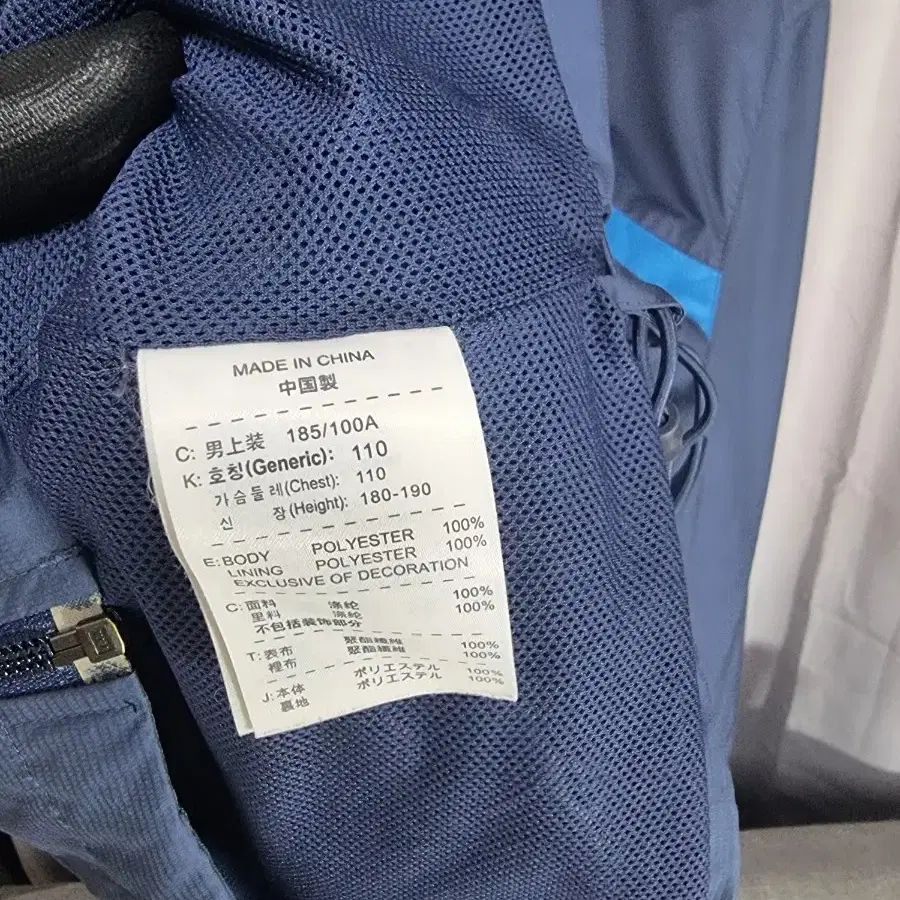 MADE IN CHINA
中国製
C: 男上装 185/100A
K: 호칭(Generic): 110
가슴둘레(Chest): 110
신 장(Height): 180-190
E: BODY POLYESTER 100%
LINING POLYESTER 100%
EXCLUSIVE OF DECORATION
C: 面料 涤纶 100%
里料 涤纶 100%
不包括装饰部分
T: 表布 聚酯纖維 100%
裡布 聚酯纖維 100%
J: 本体 ポリエステル 100%
裏地 ポリエステル 100%